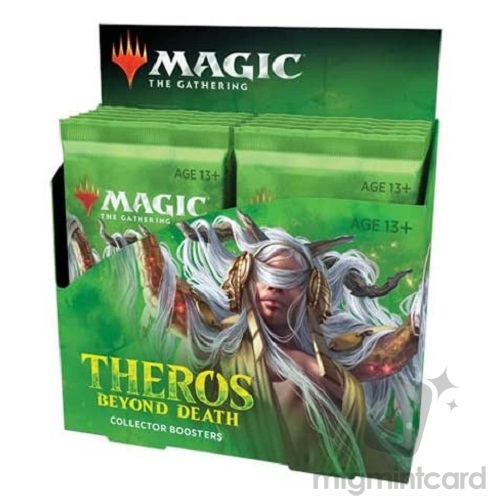 MAGIC
THE GATHERING
AGE 13+
AGE 13+
MAGIC
THE GATHERING
AGE 13+
THEROS
BEYOND DEATH
COLLECTOR BOOSTERS
migmintcard